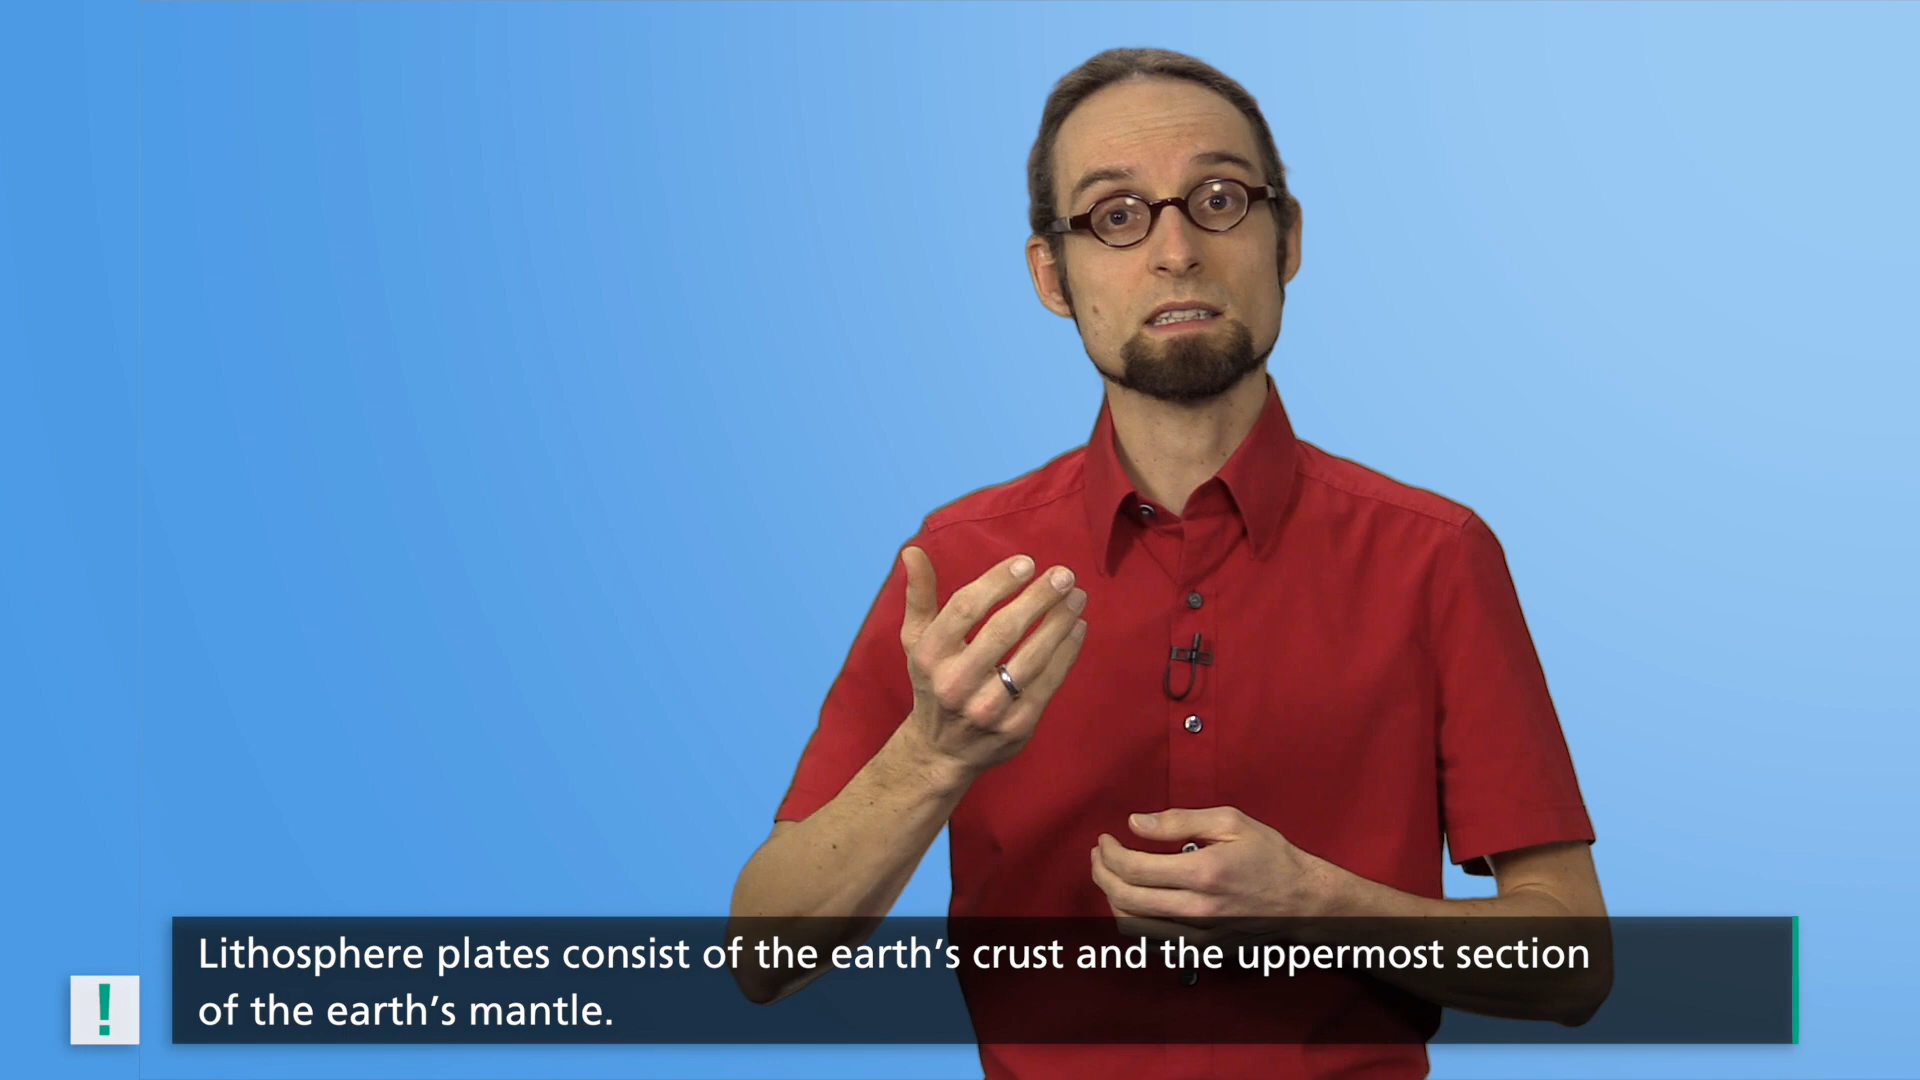 Lithosphere plates consist of the earth’s crust and the uppermost section
of the earth’s mantle.
!